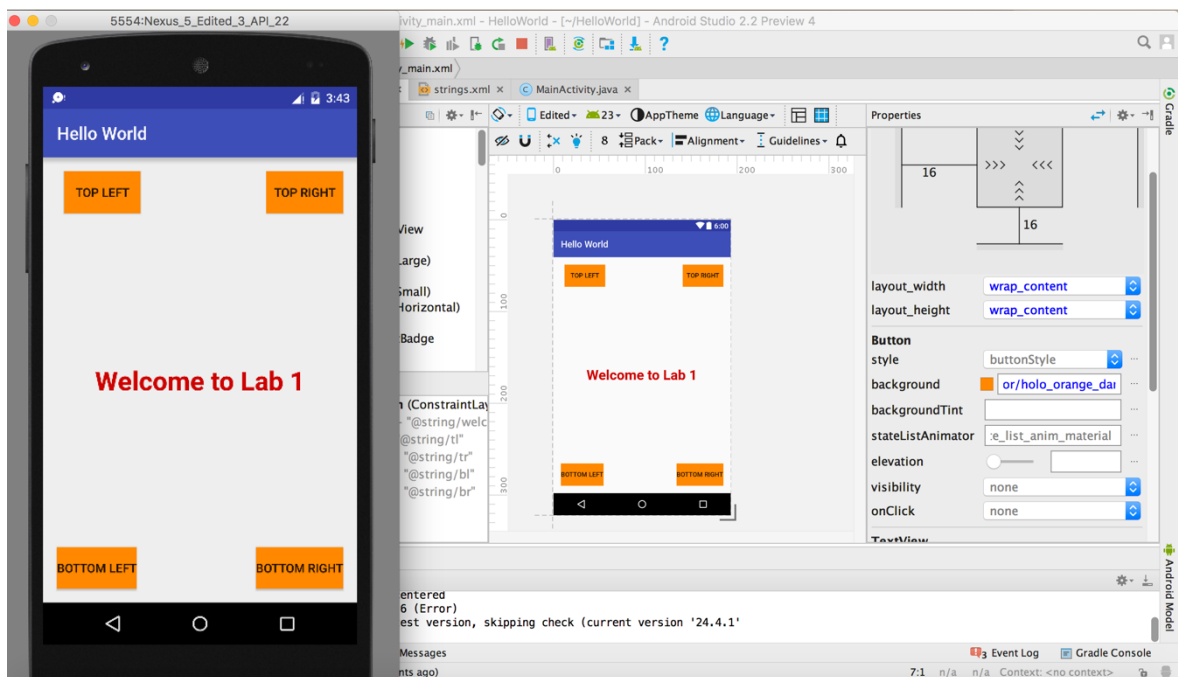 5554:Nexus_5_Edited_3_API_22
3:43
Hello World
TOP LEFT
TOP RIGHT
Welcome to Lab 1
BOTTOM LEFT
BOTTOM RIGHT
ivity_main.xml - HelloWorld - [~/HelloWorld] - Android Studio 2.2 Preview 4
y_main.xml
strings.xml
MainActivity.java
Edited
23
AppTheme
Language
8
Pack
Alignment
Guidelines
0
100
200
300
0
100
200
300
View
Large)
Small)
Horizontal)
Badge
n (ConstraintLay
- "@string/welc
@string/tl"
"@string/tr"
"@string/bl"
"@string/br"
6:00
Hello World
TOP LEFT
TOP RIGHT
Welcome to Lab 1
BOTTOM LEFT
BOTTOM RIGHT
Properties
16
>>>
<<<
16
layout_width
wrap_content
layout_height
wrap_content
Button
style
buttonStyle
background
or/holo_orange_dar
backgroundTint
stateListAnimator
:e_list_anim_material
elevation
visibility
none
onClick
none
TextView
Gradle
Android Model
entered
6 (Error)
est version, skipping check (current version '24.4.1'
Messages
3 Event Log
Gradle Console
nts ago)
7:1 n/a n/a Context: <no context>